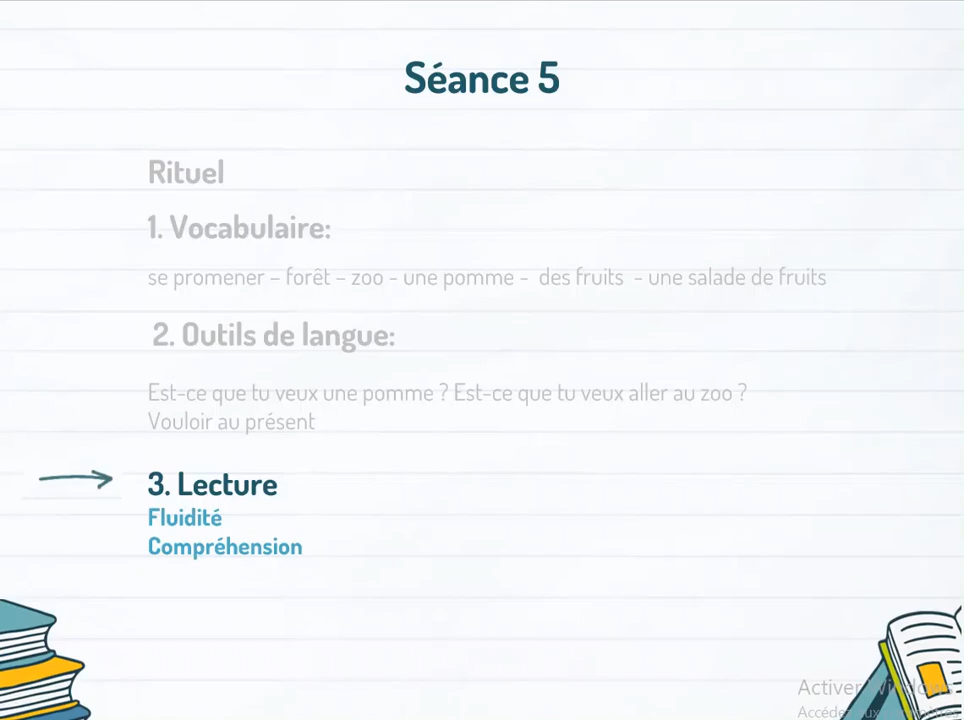 Séance 5
Rituel
1. Vocabulaire:
se promener – forêt – zoo - une pomme - des fruits - une salade de fruits
2. Outils de langue:
Est-ce que tu veux une pomme ? Est-ce que tu veux aller au zoo ?
Vouloir au présent
3. Lecture
Fluidité
Compréhension
Activer Windows